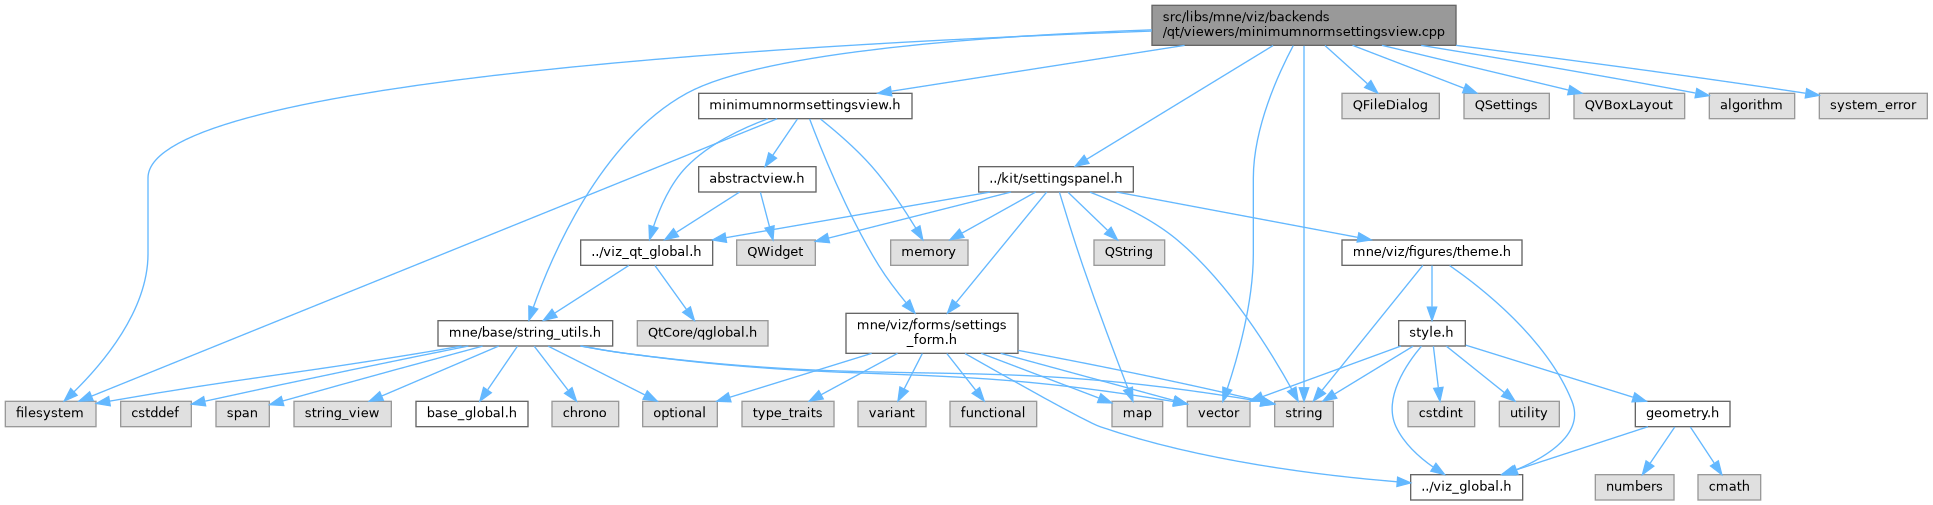 src/libs/mne/viz/backends
/qt/viewers/minimumnormsettingsview.cpp
minimumnormsettingsview.h
QFileDialog
QSettings
QVBoxLayout
algorithm
system_error
abstractview.h
../kit/settingspanel.h
../viz_qt_global.h
QWidget
memory
QString
mne/viz/figures/theme.h
mne/base/string_utils.h
QtCore/qglobal.h
mne/viz/forms/settings
_form.h
style.h
filesystem
cstddef
span
string_view
base_global.h
chrono
optional
type_traits
variant
functional
map
vector
string
cstdint
utility
geometry.h
../viz_global.h
numbers
cmath